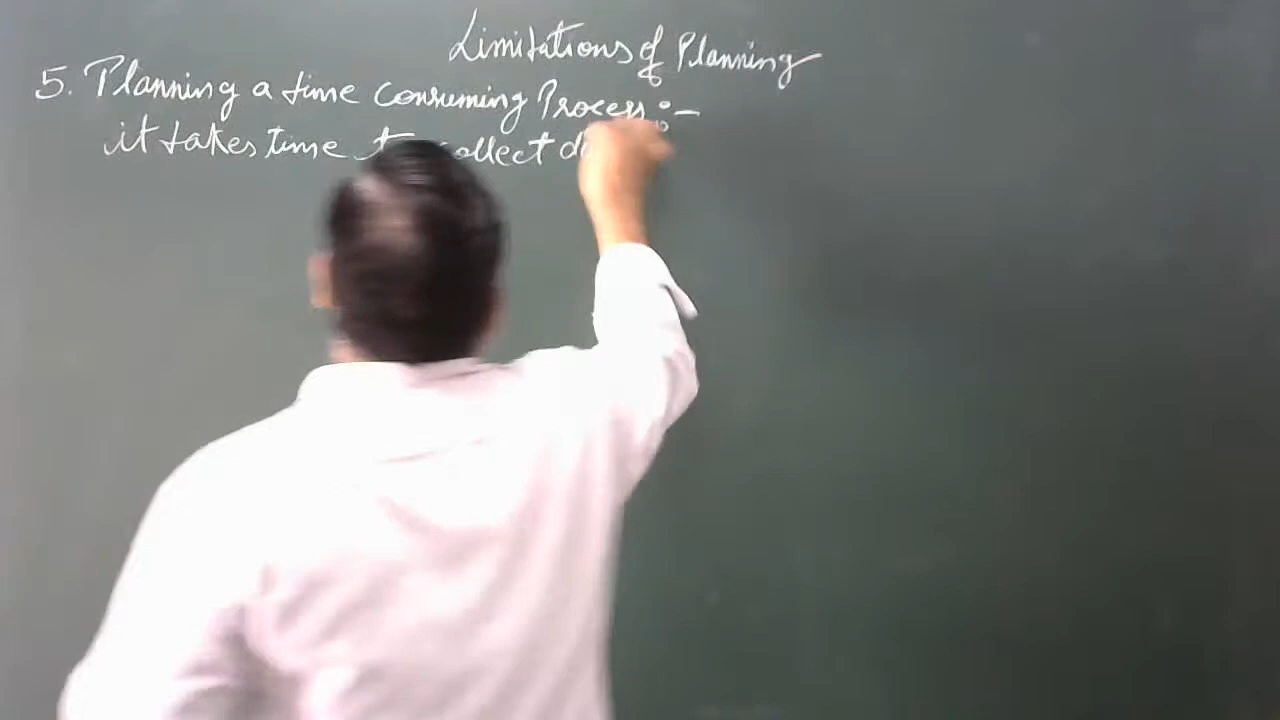 Limitations of Planning
5. Planning a time consuming Process :-
it takes time